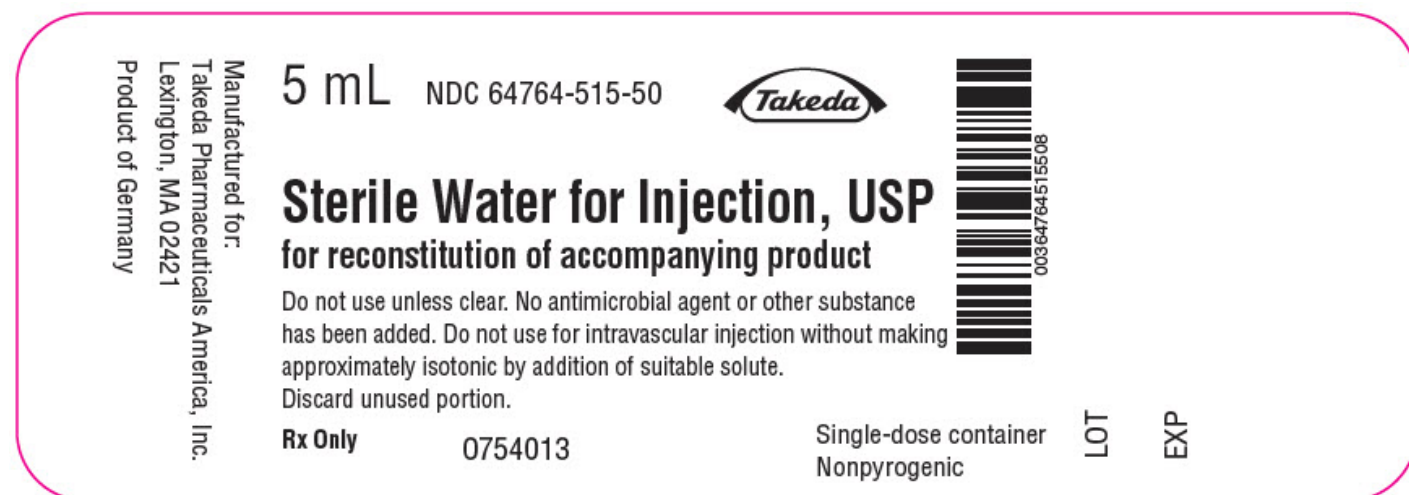 Manufactured for:
Takeda Pharmaceuticals America, Inc.
Lexington, MA 02421
Product of Germany
5 mL NDC 64764-515-50
Takeda
Sterile Water for Injection, USP
for reconstitution of accompanying product
Do not use unless clear. No antimicrobial agent or other substance
has been added. Do not use for intravascular injection without making
approximately isotonic by addition of suitable solute.
Discard unused portion.
Rx Only 0754013
Single-dose container
Nonpyrogenic
00364764515508
LOT
EXP